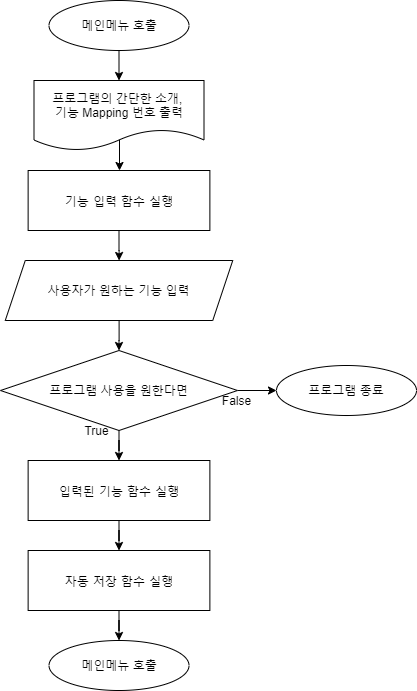 메인메뉴 호출
프로그램의 간단한 소개,
기능 Mapping 번호 출력
기능 입력 함수 실행
사용자가 원하는 기능 입력
프로그램 사용을 원한다면
False
프로그램 종료
True
입력된 기능 함수 실행
자동 저장 함수 실행
메인메뉴 호출